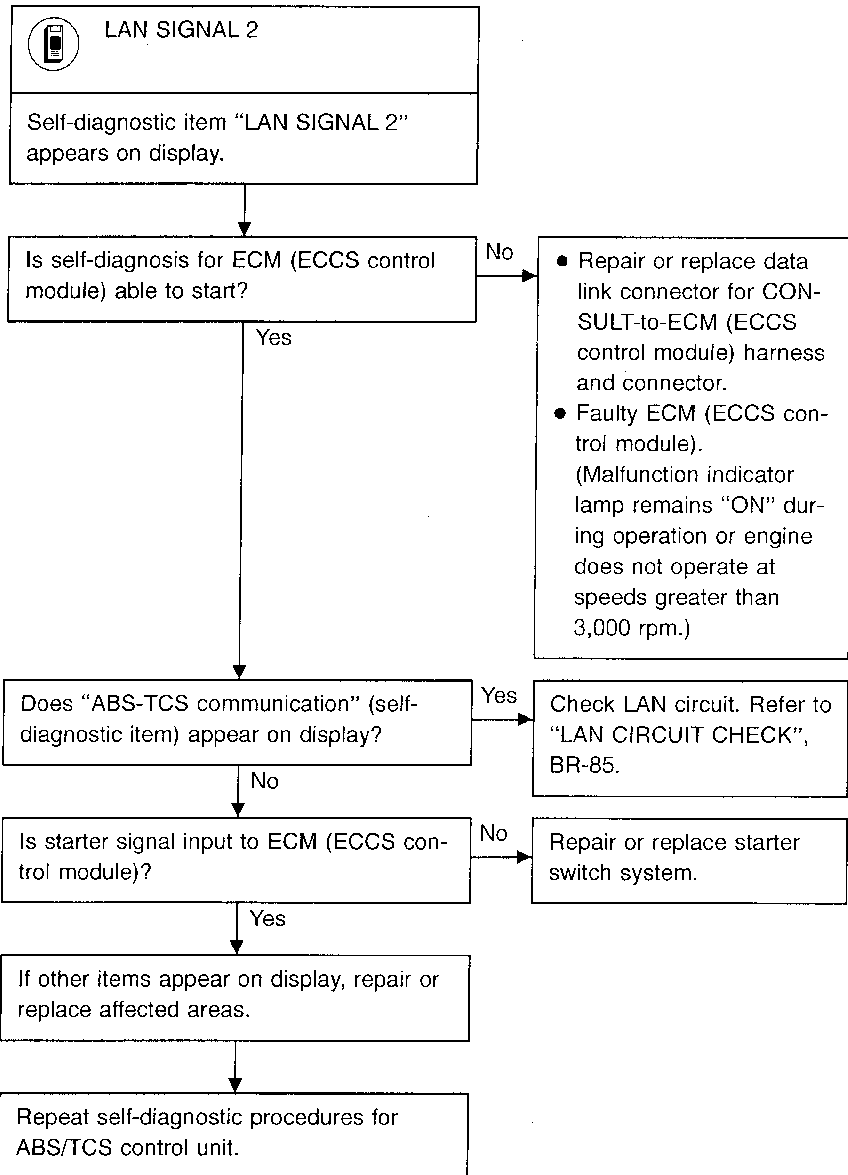 LAN SIGNAL 2
Self-diagnostic item “LAN SIGNAL 2”
appears on display.
Is self-diagnosis for ECM (ECCS control
module) able to start?
No
● Repair or replace data
link connector for CON-
SULT-to-ECM (ECCS
control module) harness
and connector.
● Faulty ECM (ECCS con-
trol module).
(Malfunction indicator
lamp remains “ON” dur-
ing operation or engine
does not operate at
speeds greater than
3,000 rpm.)
Yes
Does “ABS-TCS communication” (self-
diagnostic item) appear on display?
Yes
Check LAN circuit. Refer to
“LAN CIRCUIT CHECK”,
BR-85.
No
Is starter signal input to ECM (ECCS con-
trol module)?
No
Repair or replace starter
switch system.
Yes
If other items appear on display, repair or
replace affected areas.
Repeat self-diagnostic procedures for
ABS/TCS control unit.